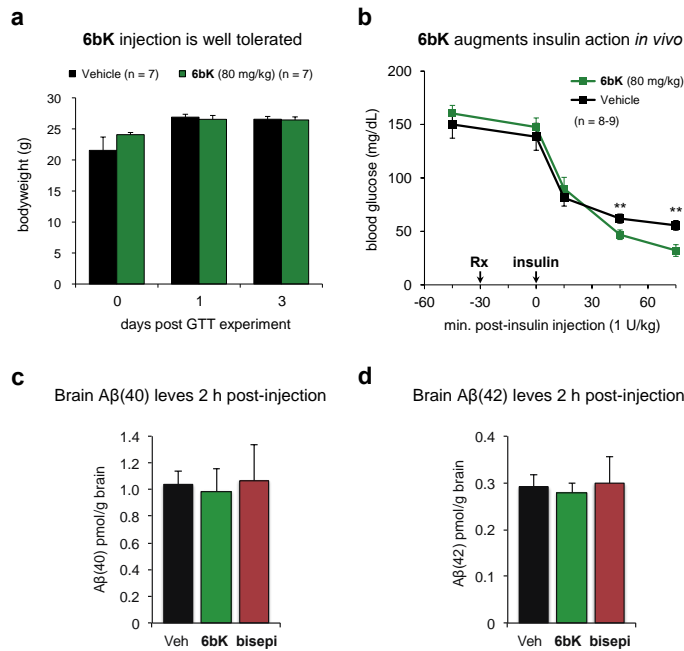 a
6bK injection is well tolerated
Vehicle (n = 7) 6bK (80 mg/kg) (n = 7)
30
25
20
15
10
5
0
bodyweight (g)
0 1 3
days post GTT experiment
b
6bK augments insulin action in vivo
200
150
100
50
0
blood glucose (mg/dL)
6bK (80 mg/kg)
Vehicle
(n = 8-9)
** **
Rx insulin
-60 -30 0 30 60
min. post-insulin injection (1 U/kg)
c
Brain Aβ(40) leves 2 h post-injection
1.4
1.2
1.0
0.8
0.6
0.4
0.2
0
Aβ(40) pmol/g brain
Veh 6bK bisepi
d
Brain Aβ(42) leves 2 h post-injection
0.4
0.3
0.2
0.1
0
Aβ(42) pmol/g brain
Veh 6bK bisepi